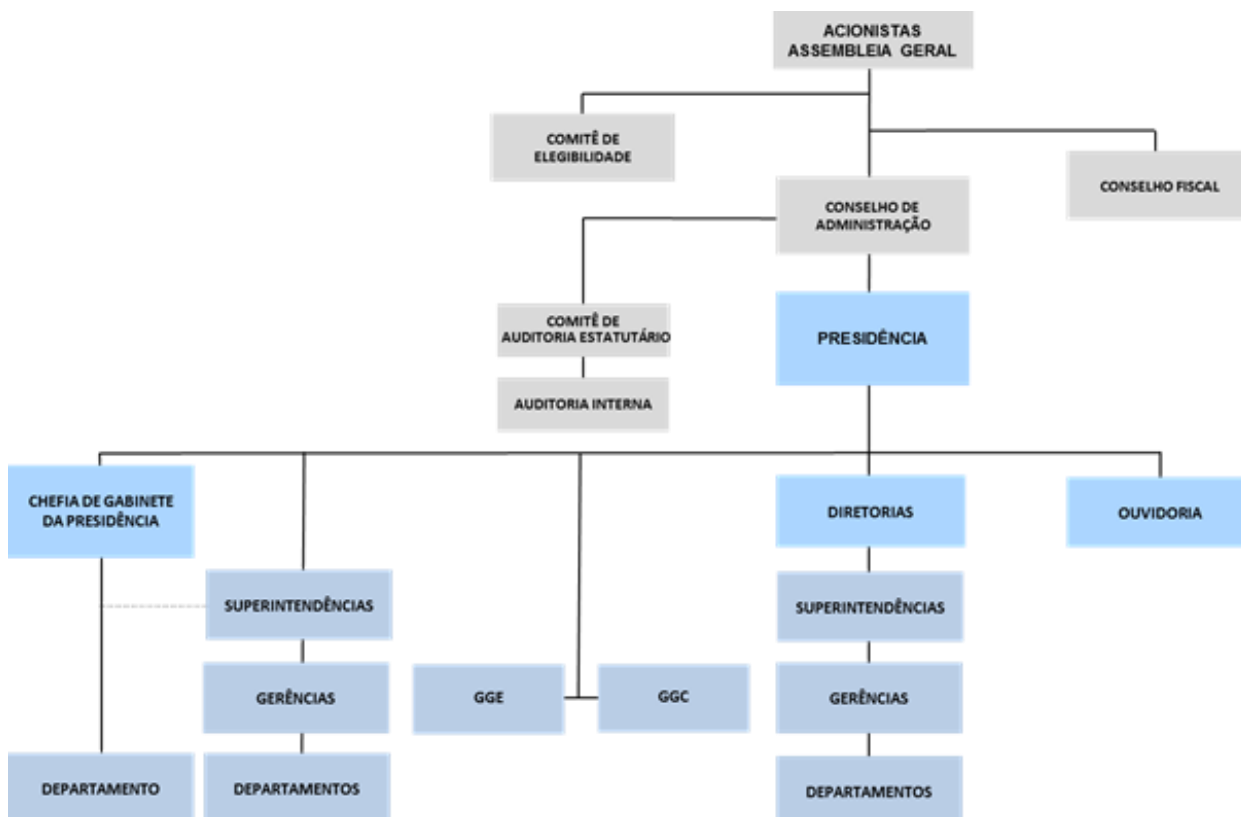 ACIONISTAS
ASSEMBLEIA GERAL
COMITÊ DE
ELEGIBILIDADE
CONSELHO FISCAL
CONSELHO DE
ADMINISTRAÇÃO
COMITÊ DE
AUDITORIA ESTATUTÁRIO
PRESIDÊNCIA
AUDITORIA INTERNA
CHEFIA DE GABINETE
DA PRESIDÊNCIA
DIRETORIAS
OUVIDORIA
SUPERINTENDÊNCIAS
SUPERINTENDÊNCIAS
GERÊNCIAS
GGE
GGC
GERÊNCIAS
DEPARTAMENTO
DEPARTAMENTOS
DEPARTAMENTOS